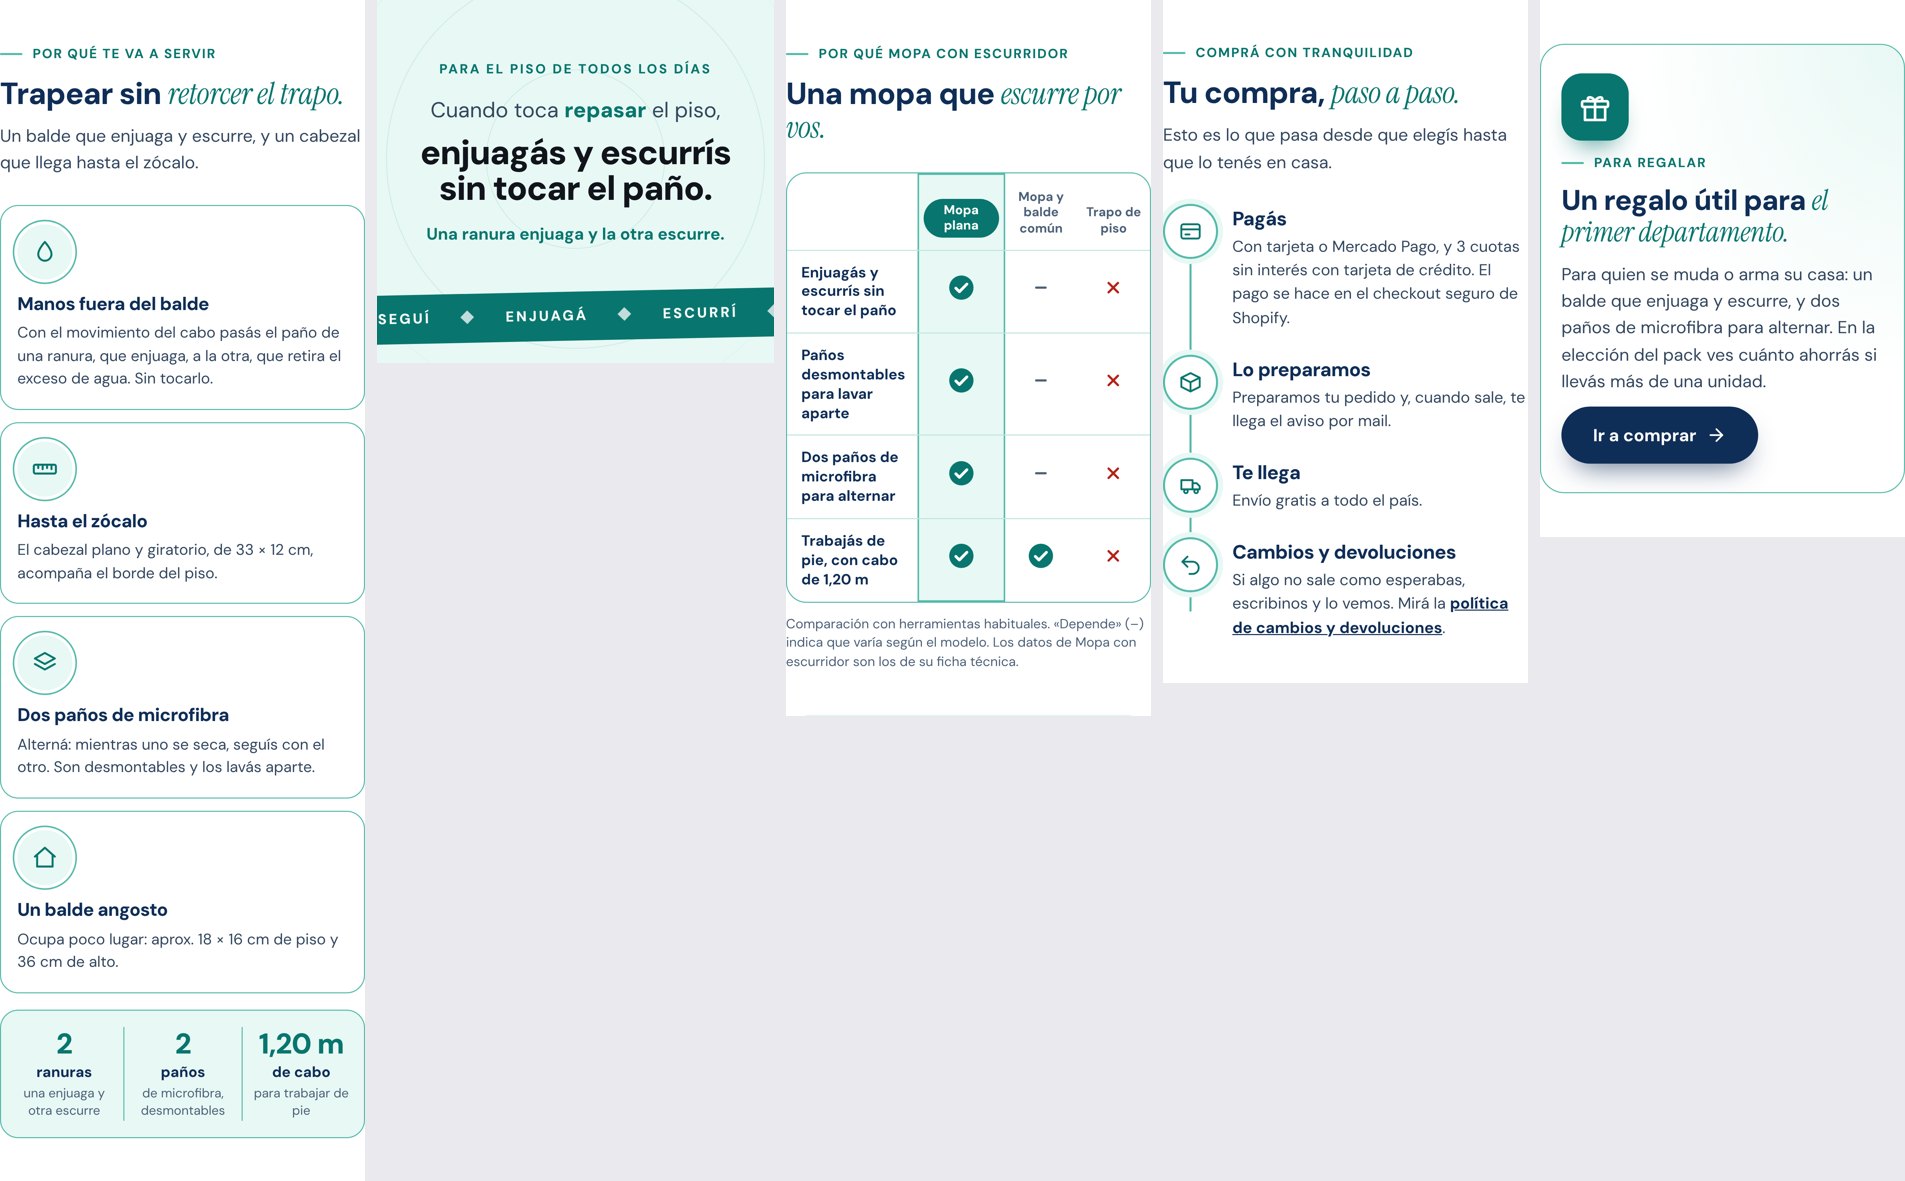 POR QUÉ TE VA A SERVIR
Trapear sin retorcer el trapo.
Un balde que enjuaga y escurre, y un cabezal
que llega hasta el zócalo.
Manos fuera del balde
Con el movimiento del cabo pasás el paño de
una ranura, que enjuaga, a la otra, que retira el
exceso de agua. Sin tocarlo.
Hasta el zócalo
El cabezal plano y giratorio, de 33 × 12 cm,
acompaña el borde del piso.
Dos paños de microfibra
Alterná: mientras uno se seca, seguís con el
otro. Son desmontables y los lavás aparte.
Un balde angosto
Ocupa poco lugar: aprox. 18 × 16 cm de piso y
36 cm de alto.
2
ranuras
una enjuaga y
otra escurre
2
paños
de microfibra,
desmontables
1,20 m
de cabo
para trabajar de
pie
PARA EL PISO DE TODOS LOS DÍAS
Cuando toca repasar el piso,
enjuagás y escurrís
sin tocar el paño.
Una ranura enjuaga y la otra escurre.
SEGUÍ ENJUAGÁ ESCURRÍ
POR QUÉ MOPA CON ESCURRIDOR
Una mopa que escurre por
vos.
Mopa
plana
Mopa y
balde
común
Trapo de
piso
Enjuagás y
escurrís sin
tocar el paño
–
Paños
desmontables
para lavar
aparte
–
Dos paños de
microfibra
para alternar
–
Trabajás de
pie, con cabo
de 1,20 m
Comparación con herramientas habituales. «Depende» (–)
indica que varía según el modelo. Los datos de Mopa con
escurridor son los de su ficha técnica.
COMPRÁ CON TRANQUILIDAD
Tu compra, paso a paso.
Esto es lo que pasa desde que elegís hasta
que lo tenés en casa.
Pagás
Con tarjeta o Mercado Pago, y 3 cuotas
sin interés con tarjeta de crédito. El
pago se hace en el checkout seguro de
Shopify.
Lo preparamos
Preparamos tu pedido y, cuando sale, te
llega el aviso por mail.
Te llega
Envío gratis a todo el país.
Cambios y devoluciones
Si algo no sale como esperabas,
escribinos y lo vemos. Mirá la política
de cambios y devoluciones.
PARA REGALAR
Un regalo útil para el
primer departamento.
Para quien se muda o arma su casa: un
balde que enjuaga y escurre, y dos
paños de microfibra para alternar. En la
elección del pack ves cuánto ahorrás si
llevás más de una unidad.
Ir a comprar →